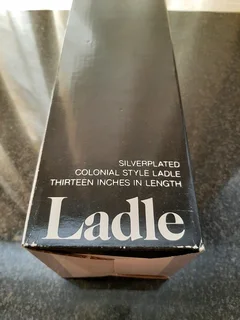 SILVERPLATED
COLONIAL STYLE LADLE
THIRTEEN INCHES IN LENGTH
Ladle